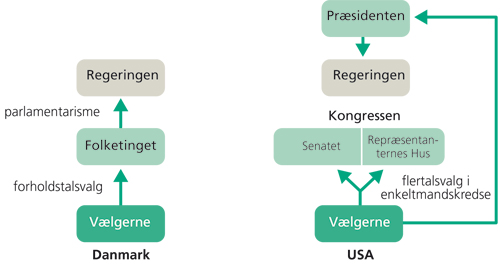 Regeringen
parlamentarisme
Folketinget
forholdstalsvalg
Vælgerne
Danmark
Præsidenten
Regeringen
Kongressen
Senatet
Repræsentan-
ternes Hus
flertalsvalg i
enkeltmandskredse
Vælgerne
USA